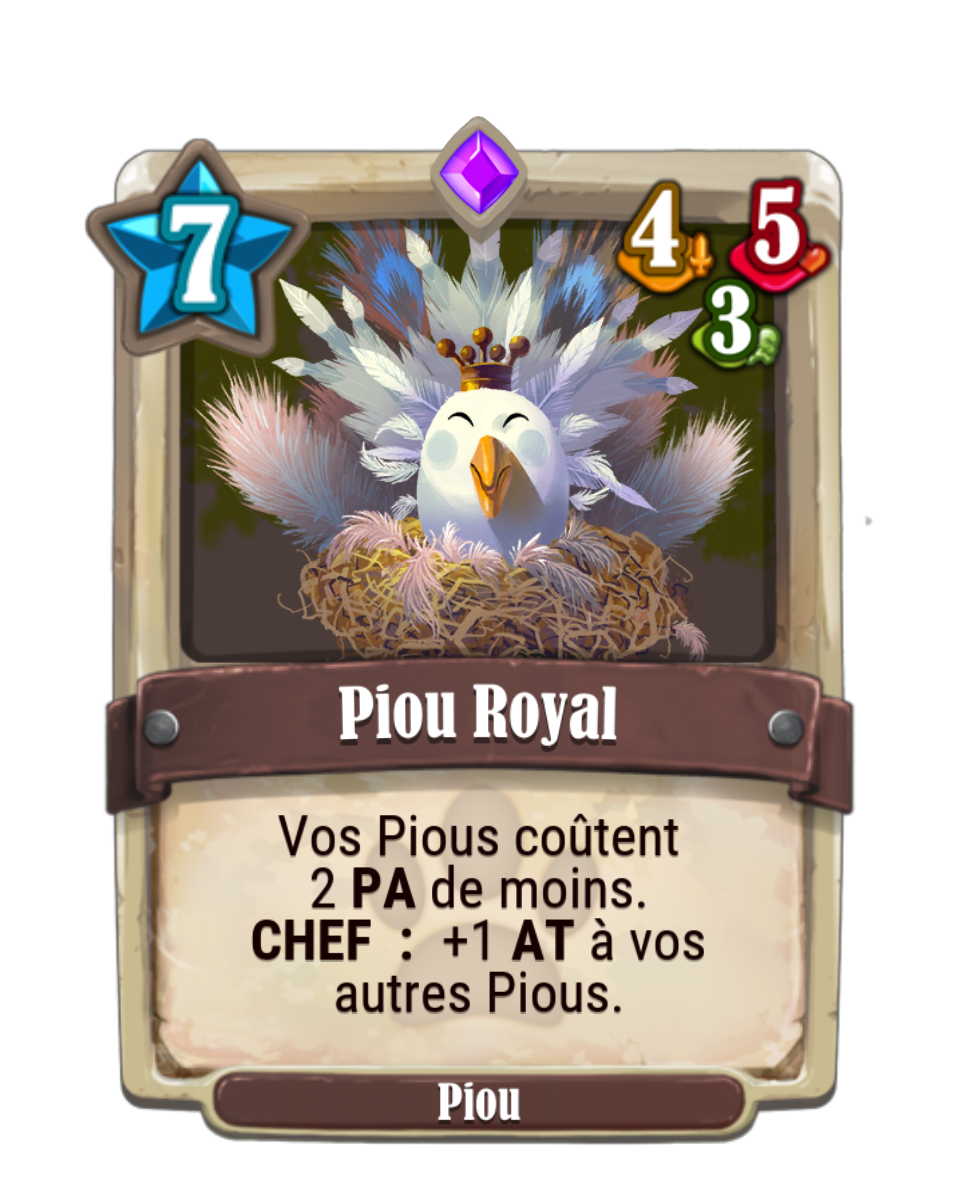 7
4
5
3
Piou Royal
Vos Pious coûtent
2 PA de moins.
CHEF : +1 AT à vos
autres Pious.
Piou